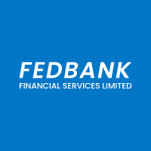 FEDBANK
FINANCIAL SERVICES LIMITED